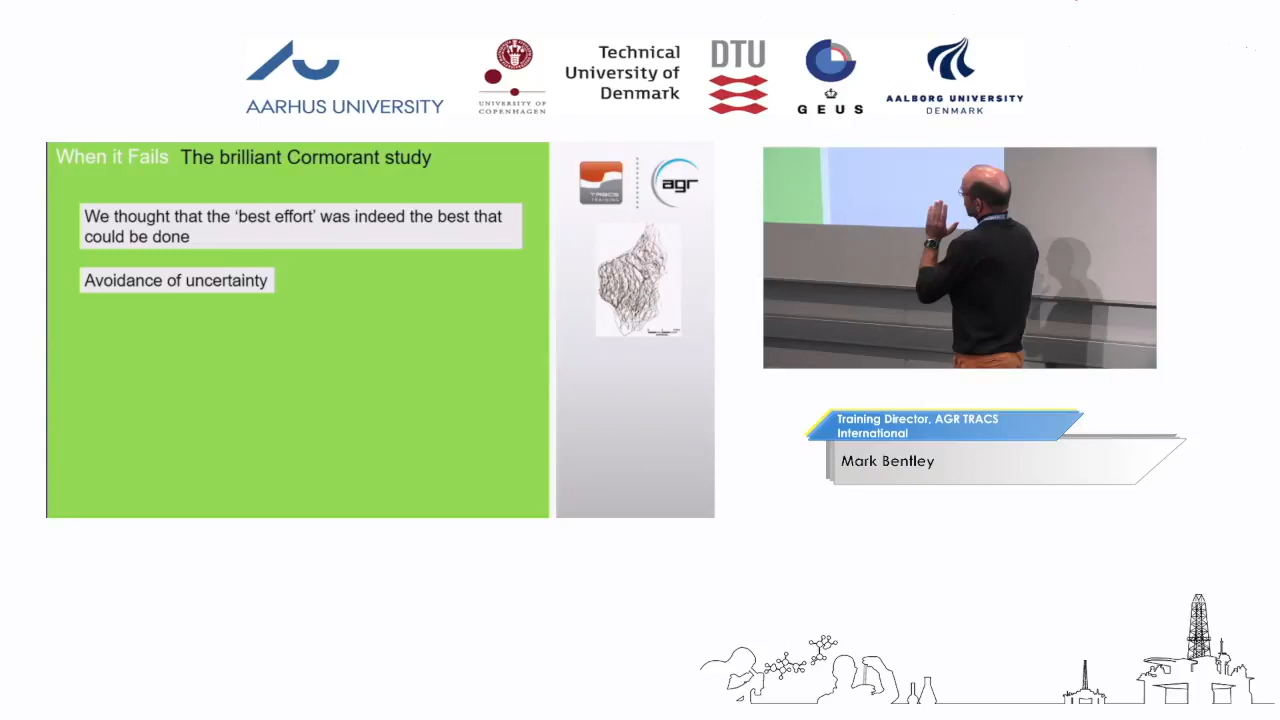 AARHUS UNIVERSITY
UNIVERSITY OF
COPENHAGEN
Technical
University of
Denmark
DTU
GEUS
AALBORG UNIVERSITY
DENMARK
When it Fails The brilliant Cormorant study
We thought that the ‘best effort’ was indeed the best that
could be done
Avoidance of uncertainty
TRACS
TRAINING
agr
Training Director, AGR TRACS
International
Mark Bentley